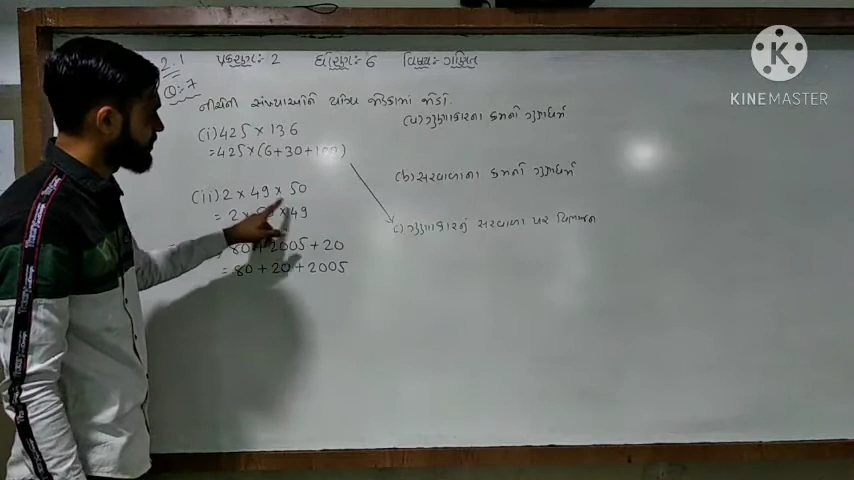 2.1 પ્રકરણ: 2 ધોરણ: 6 વિષય: ગણિત
Q:-7
નીચેની સંખ્યાઓને યોગ્ય જોડકામાં જોડો.
(i) 425 × 136
= 425 × (6 + 30 + 100)
(ii) 2 × 49 × 50
= 2 × × 49
80 + 2005 + 20
= 80 + 20 + 2005
(a) ગુણાકારના ક્રમનો ગુણધર્મ
(b) સરવાળાના ક્રમનો ગુણધર્મ
(c) ગુણાકારનું સરવાળા પર વિભાજન
KINEMASTER